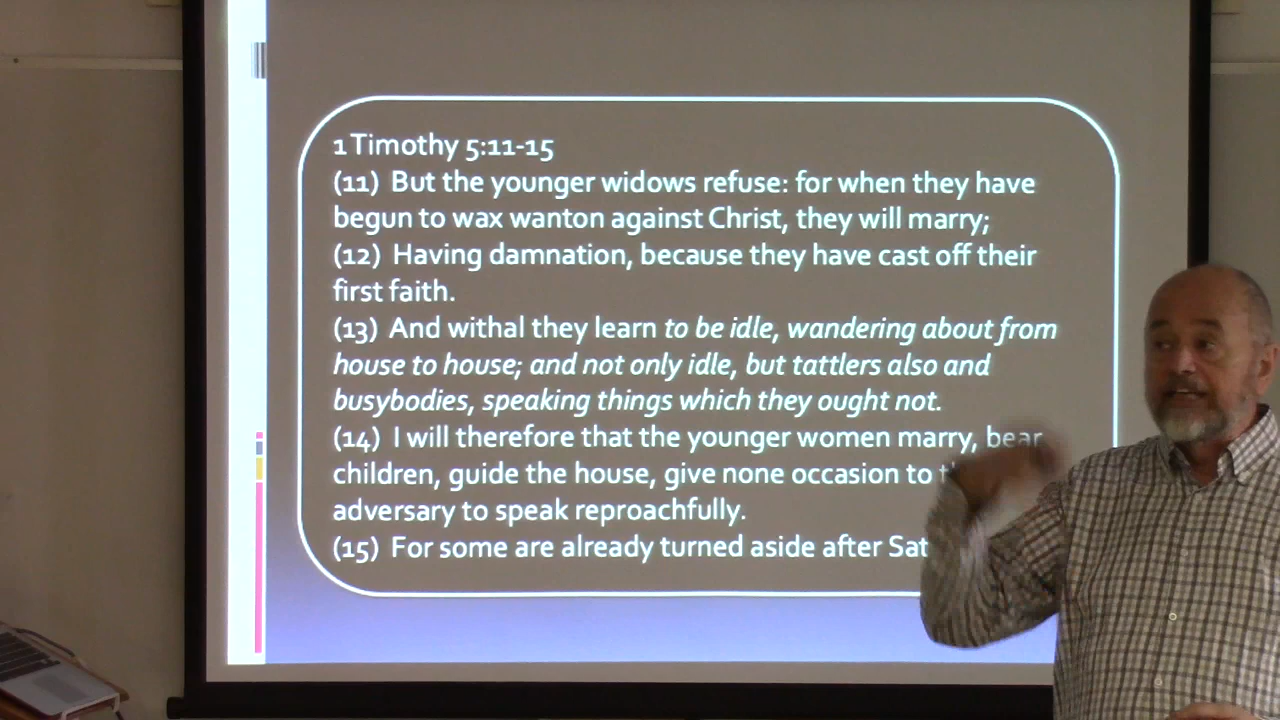 1 Timothy 5:11-15
(11) But the younger widows refuse: for when they have
begun to wax wanton against Christ, they will marry;
(12) Having damnation, because they have cast off their
first faith.
(13) And withal they learn to be idle, wandering about from
house to house; and not only idle, but tattlers also and
busybodies, speaking things which they ought not.
(14) I will therefore that the younger women marry, bear
children, guide the house, give none occasion to
adversary to speak reproachfully.
(15) For some are already turned aside after